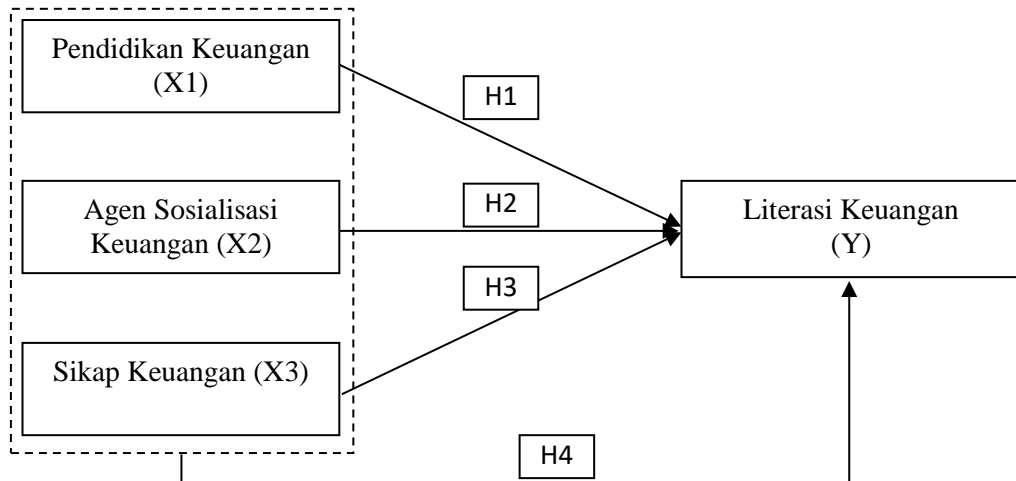 Pendidikan Keuangan
(X1)
H1
Agen Sosialisasi
Keuangan (X2)
H2
Literasi Keuangan
(Y)
H3
Sikap Keuangan (X3)
H4